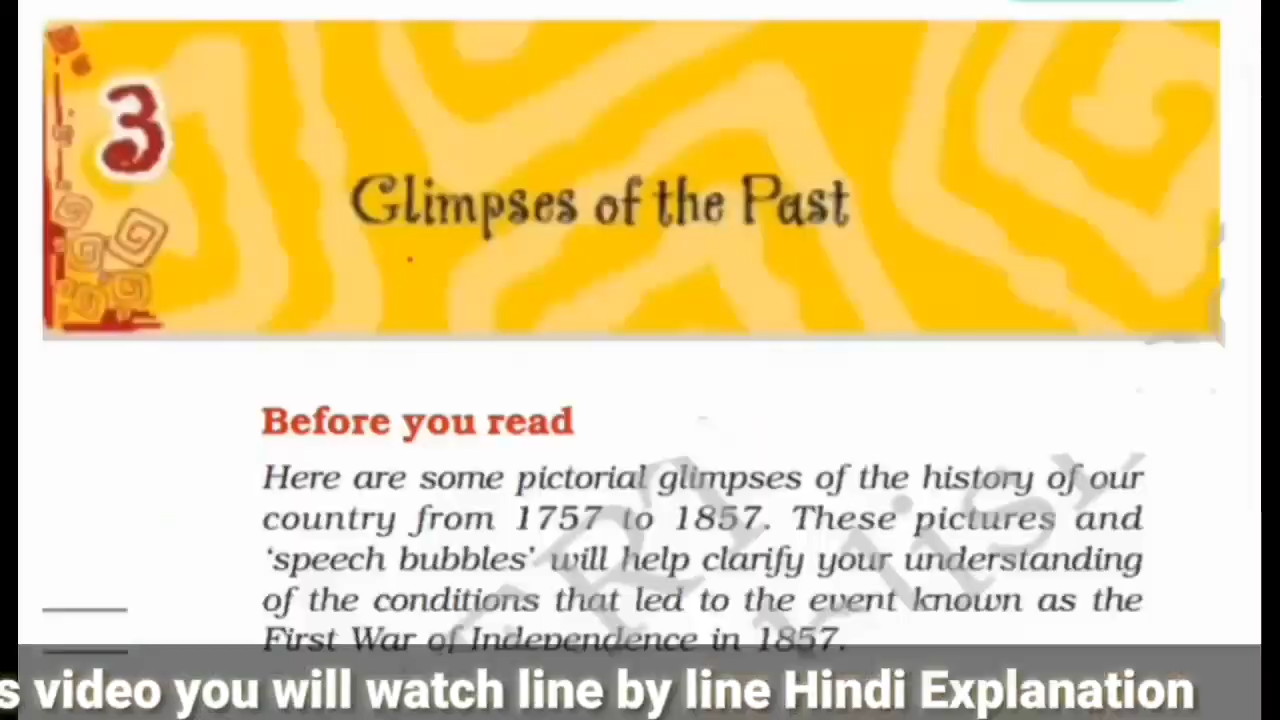 3
Glimpses of the Past
Before you read
Here are some pictorial glimpses of the history of our
country from 1757 to 1857. These pictures and
‘speech bubbles’ will help clarify your understanding
of the conditions that led to the event known as the
First War of Independence in 1857.
video you will watch line by line Hindi Explanation